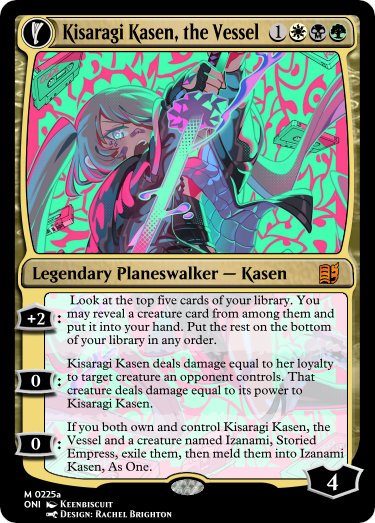 Kisaragi Kasen, the Vessel 1
Legendary Planeswalker — Kasen
+2: Look at the top five cards of your library. You
may reveal a creature card from among them and
put it into your hand. Put the rest on the bottom
of your library in any order.
0: Kisaragi Kasen deals damage equal to her loyalty
to target creature an opponent controls. That
creature deals damage equal to its power to
Kisaragi Kasen.
0: If you both own and control Kisaragi Kasen, the
Vessel and a creature named Izanami, Storied
Empress, exile them, then meld them into Izanami
Kasen, As One.
4
M 0225a
ONI KEENBISCUIT
DESIGN: RACHEL BRIGHTON